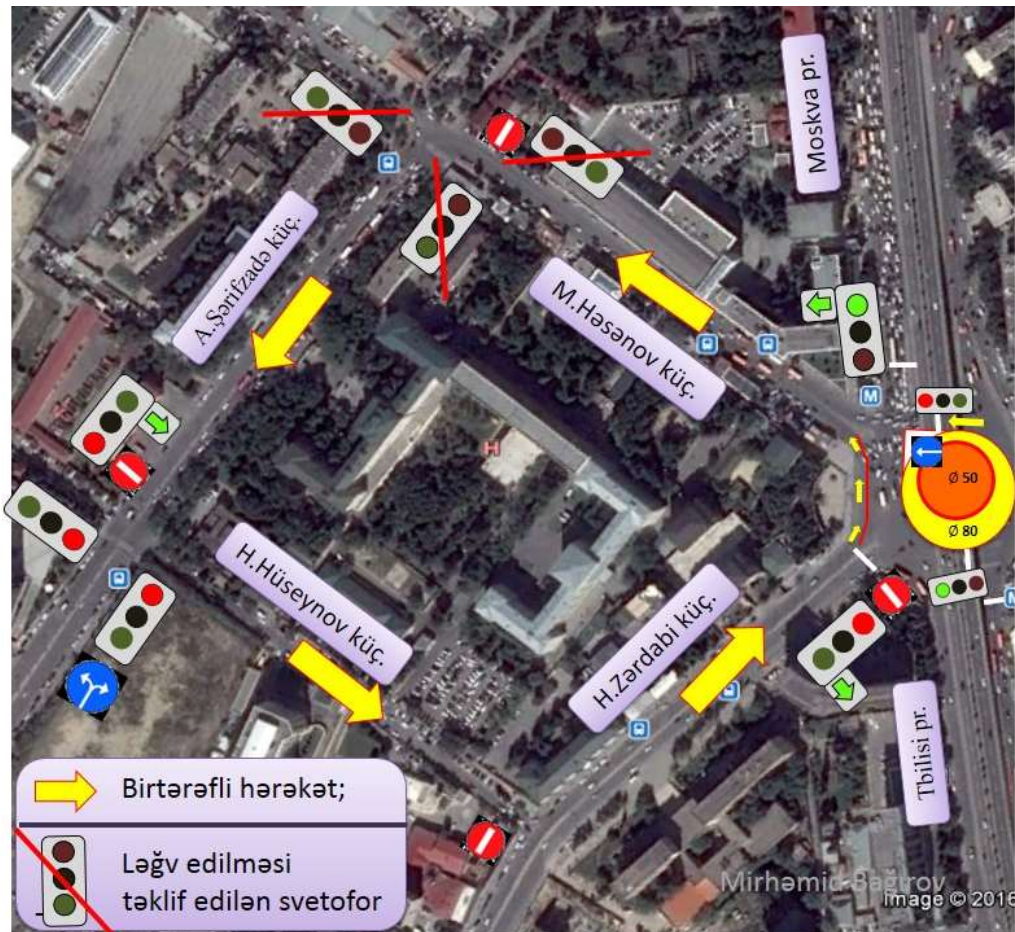 Moskva pr.
A.Şərifzadə küç.
M.Həsənov küç.
M
H
Ø 50
Ø 80
H.Hüseynov küç.
H.Zərdabi küç.
M
Tbilisi pr.
Birtərəfli hərəkət;
Ləğv edilməsi
təklif edilən svetofor
Mirhəmid Bağırov
image © 2016